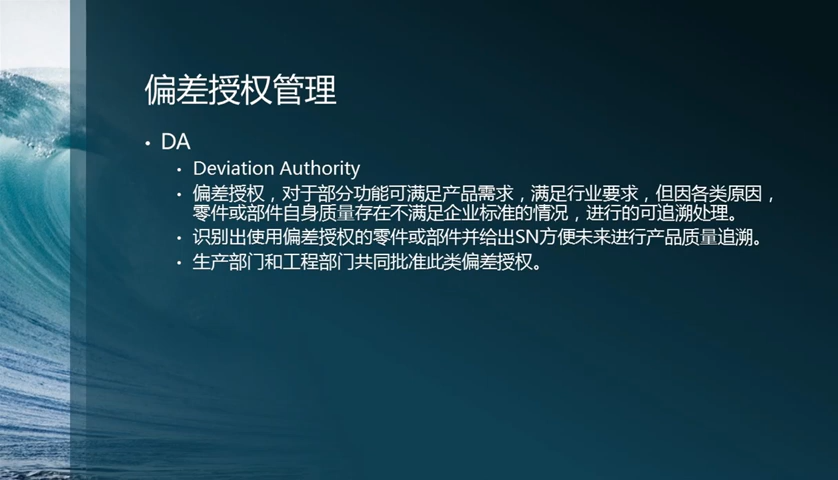 偏差授权管理
• DA
• Deviation Authority
• 偏差授权，对于部分功能可满足产品需求，满足行业要求，但因各类原因，
零件或部件自身质量存在不满足企业标准的情况，进行的可追溯处理。
• 识别出使用偏差授权的零件或部件并给出SN方便未来进行产品质量追溯。
• 生产部门和工程部门共同批准此类偏差授权。